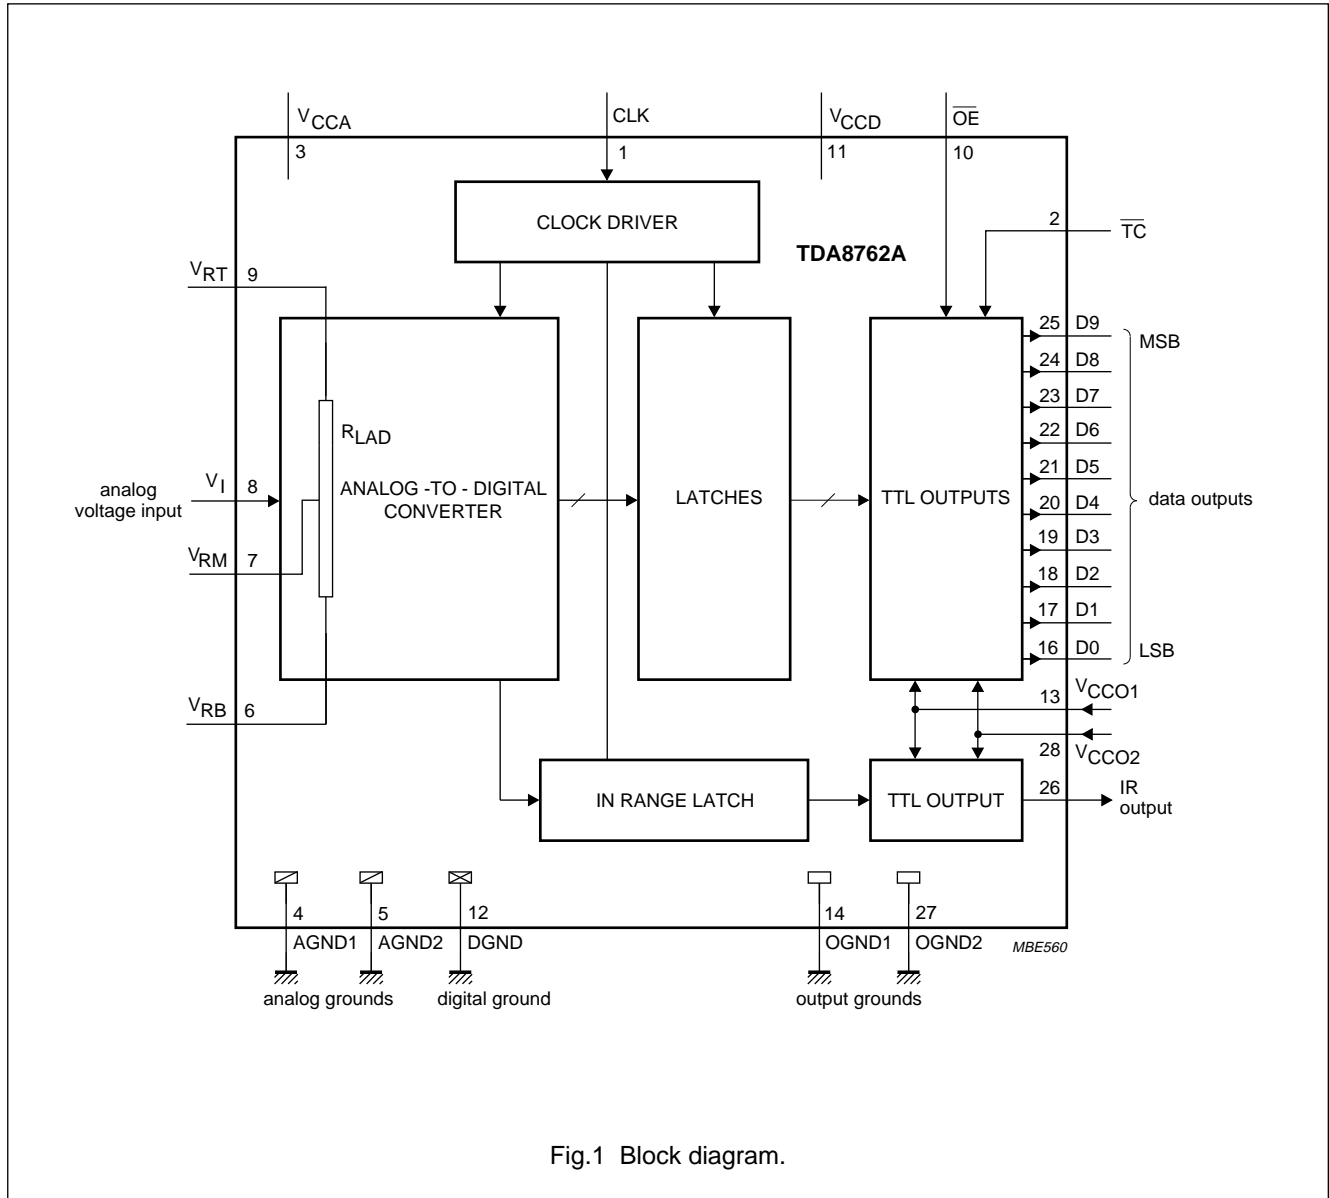 VCCA CLK VCCD OE
3 1 11 10
CLOCK DRIVER
2 TC
TDA8762A
VRT 9
25 D9 MSB
24 D8
23 D7
22 D6
21 D5
20 D4
19 D3
18 D2
17 D1
16 D0 LSB
data outputs
RLAD
analog
voltage input
VI 8
ANALOG -TO - DIGITAL
CONVERTER
LATCHES
TTL OUTPUTS
VRM 7
VRB 6
13 VCCO1
28 VCCO2
IN RANGE LATCH
TTL OUTPUT
26 IR
output
4 5 12 14 27
AGND1 AGND2 DGND OGND1 OGND2
MBE560
analog grounds digital ground output grounds
Fig.1 Block diagram.